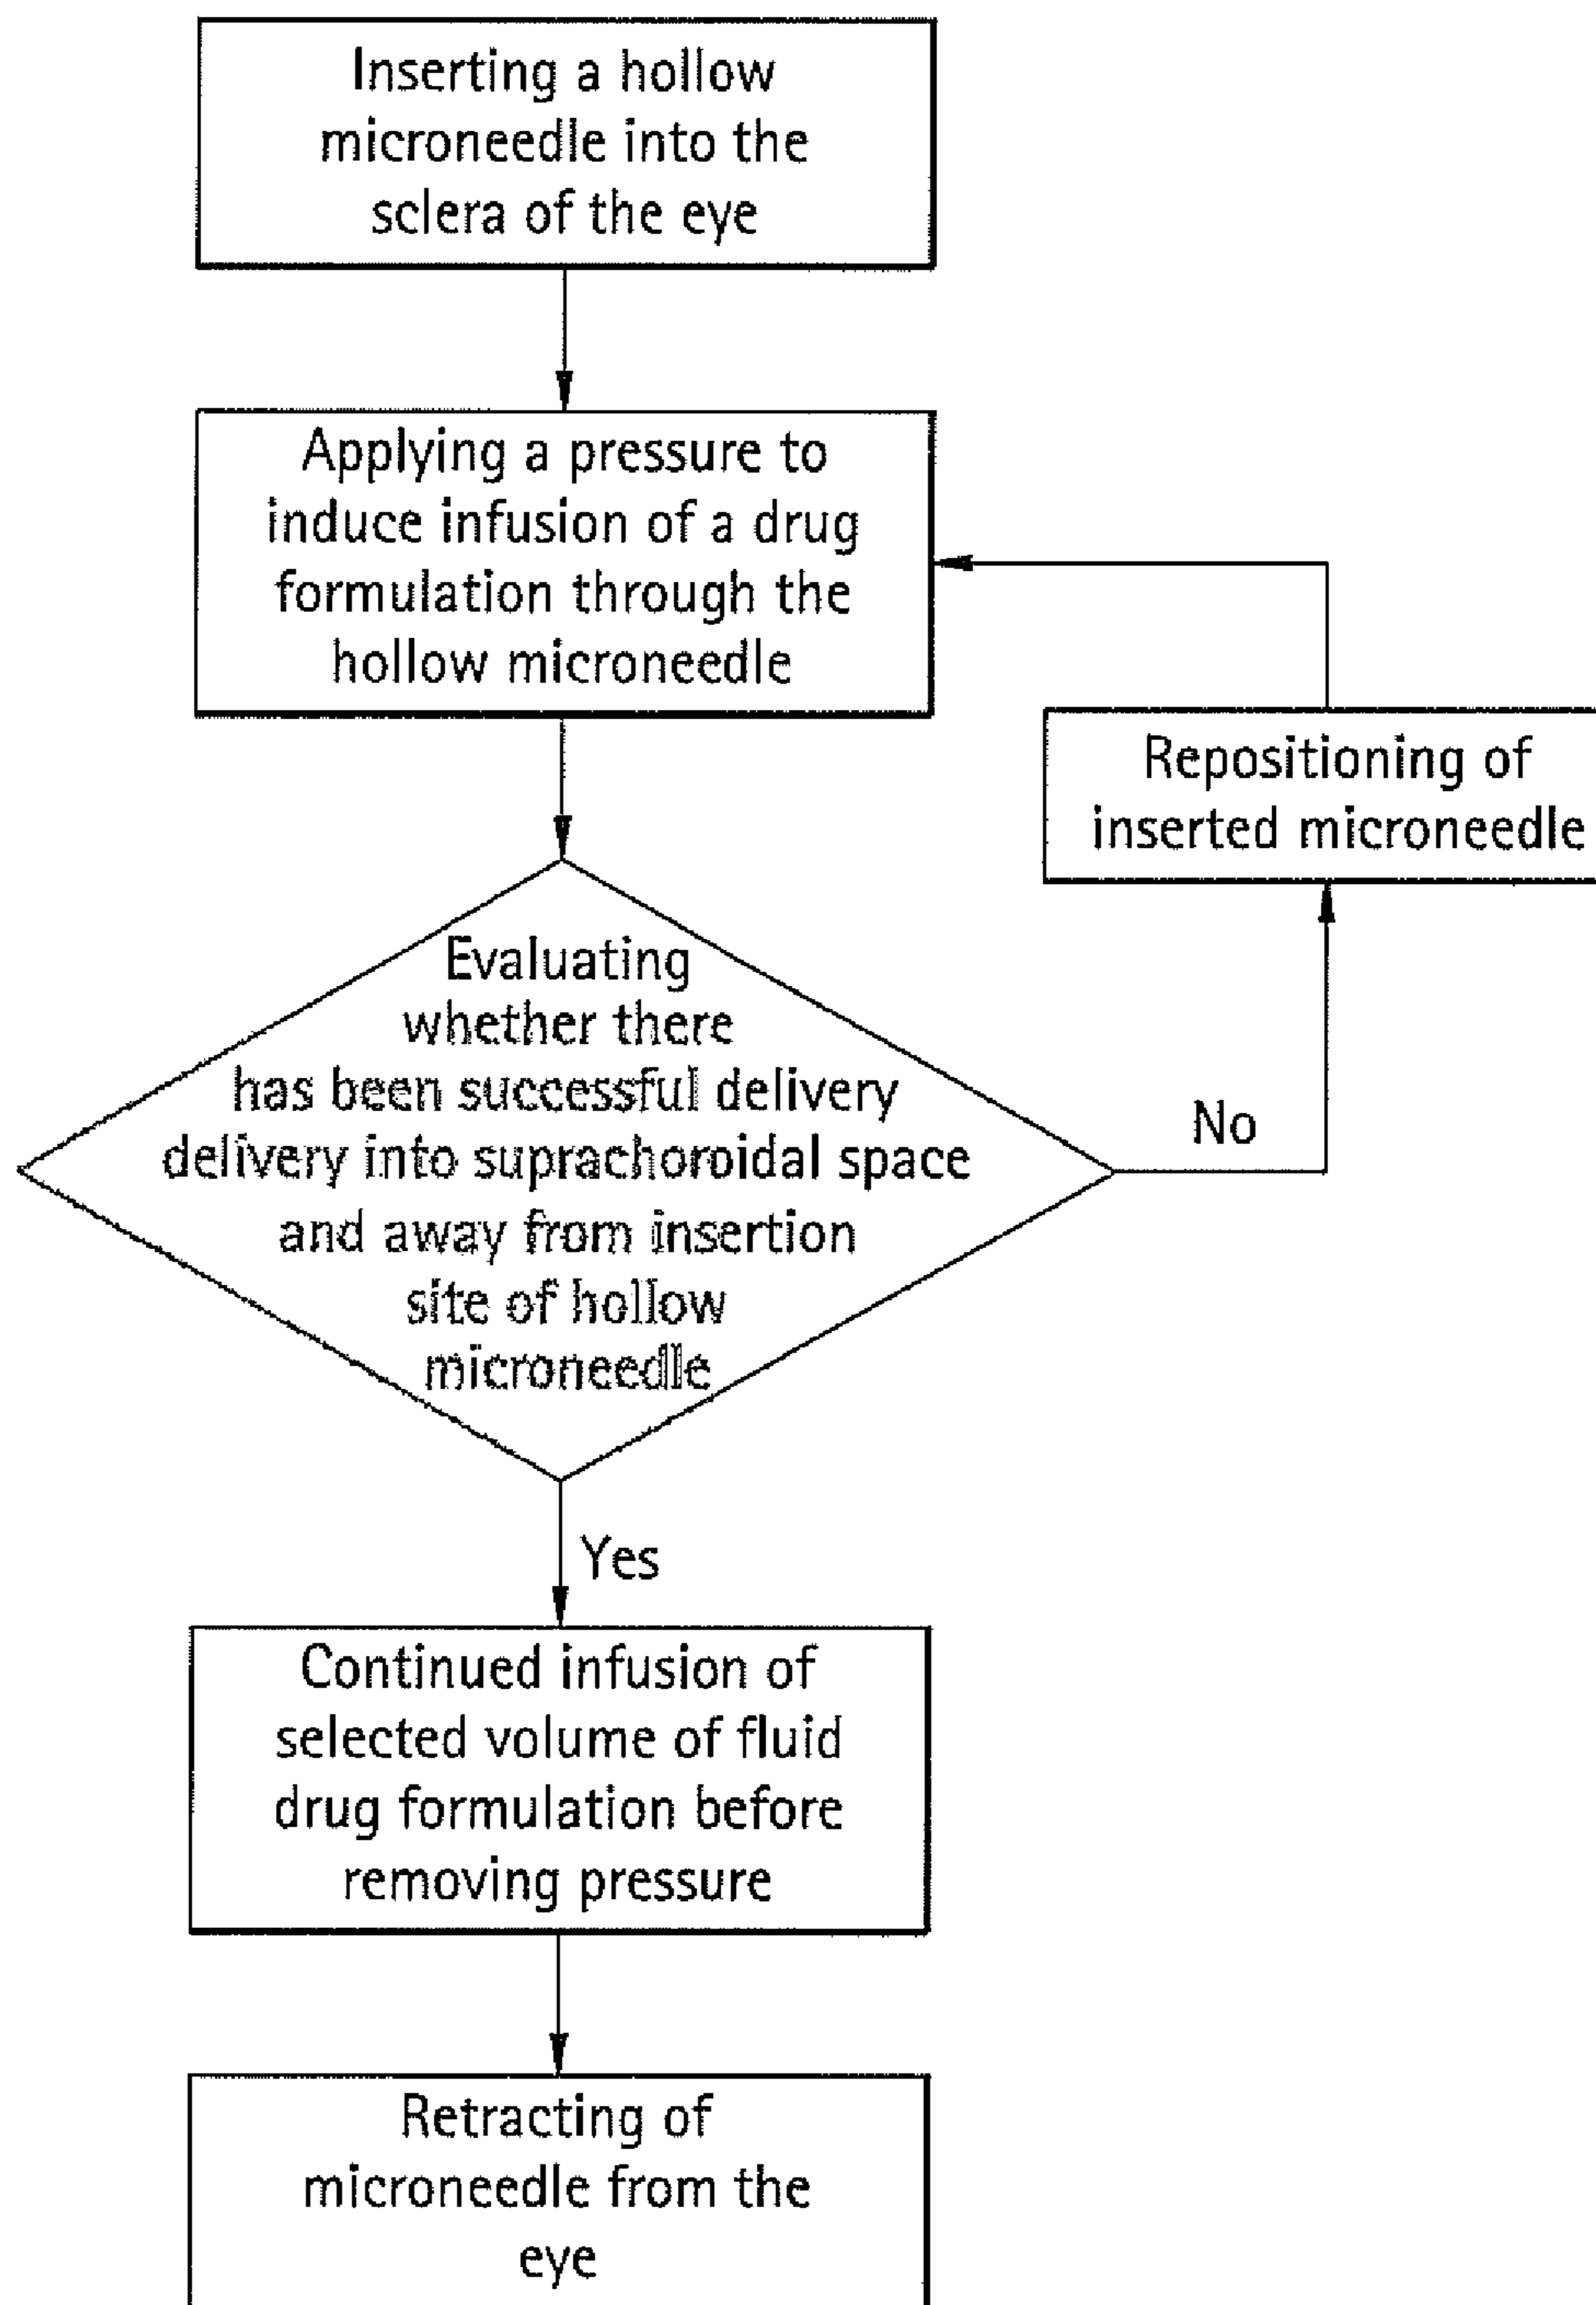 Inserting a hollow
microneedle into the
sclera of the eye
Applying a pressure to
induce infusion of a drug
formulation through the
hollow microneedle
Repositioning of
inserted microneedle
Evaluating
whether there
has been successful delivery
delivery into suprachoroidal space
and away from insertion
site of hollow
microneedle
No
Yes
Continued infusion of
selected volume of fluid
drug formulation before
removing pressure
Retracting of
microneedle from the
eye